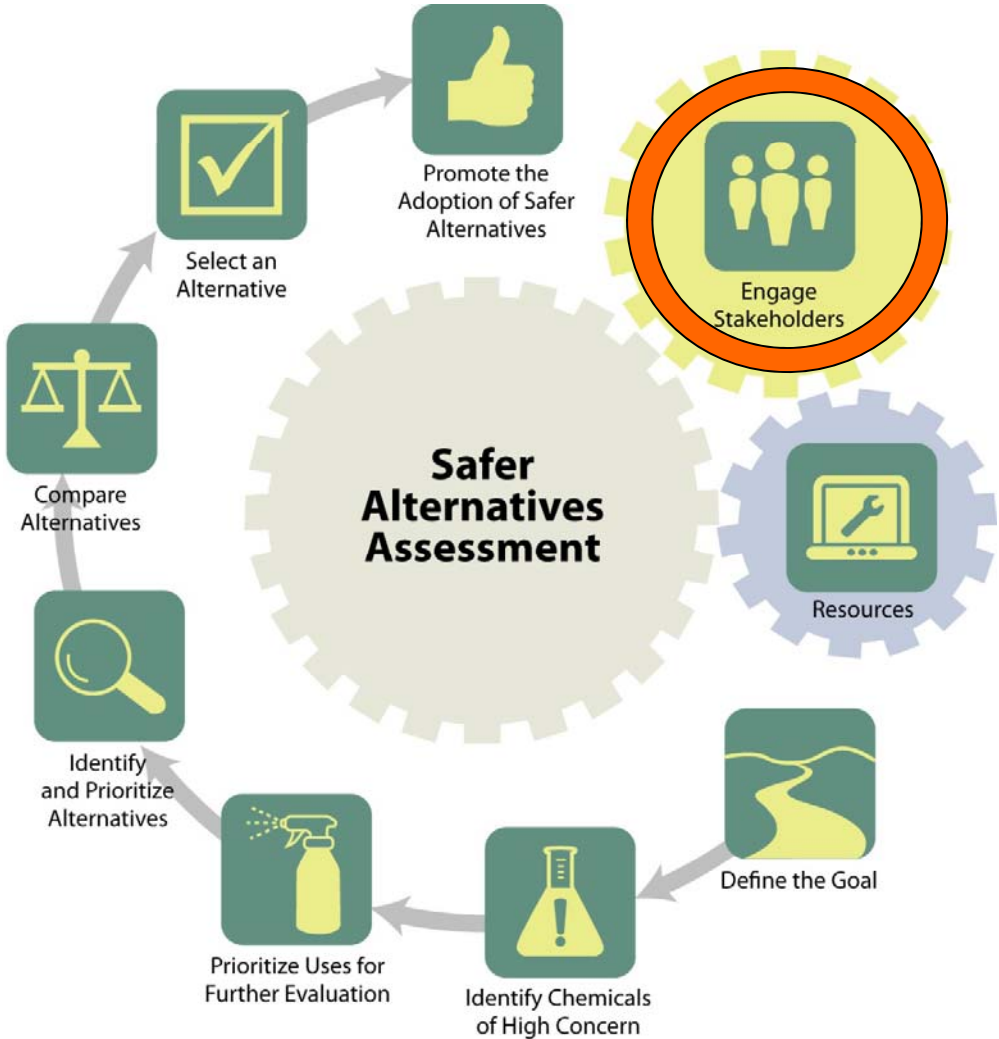 Promote the
Adoption of Safer
Alternatives
Select an
Alternative
Engage
Stakeholders
Compare
Alternatives
Safer
Alternatives
Assessment
Resources
Identify
and Prioritize
Alternatives
Define the Goal
Prioritize Uses for
Further Evaluation
Identify Chemicals
of High Concern